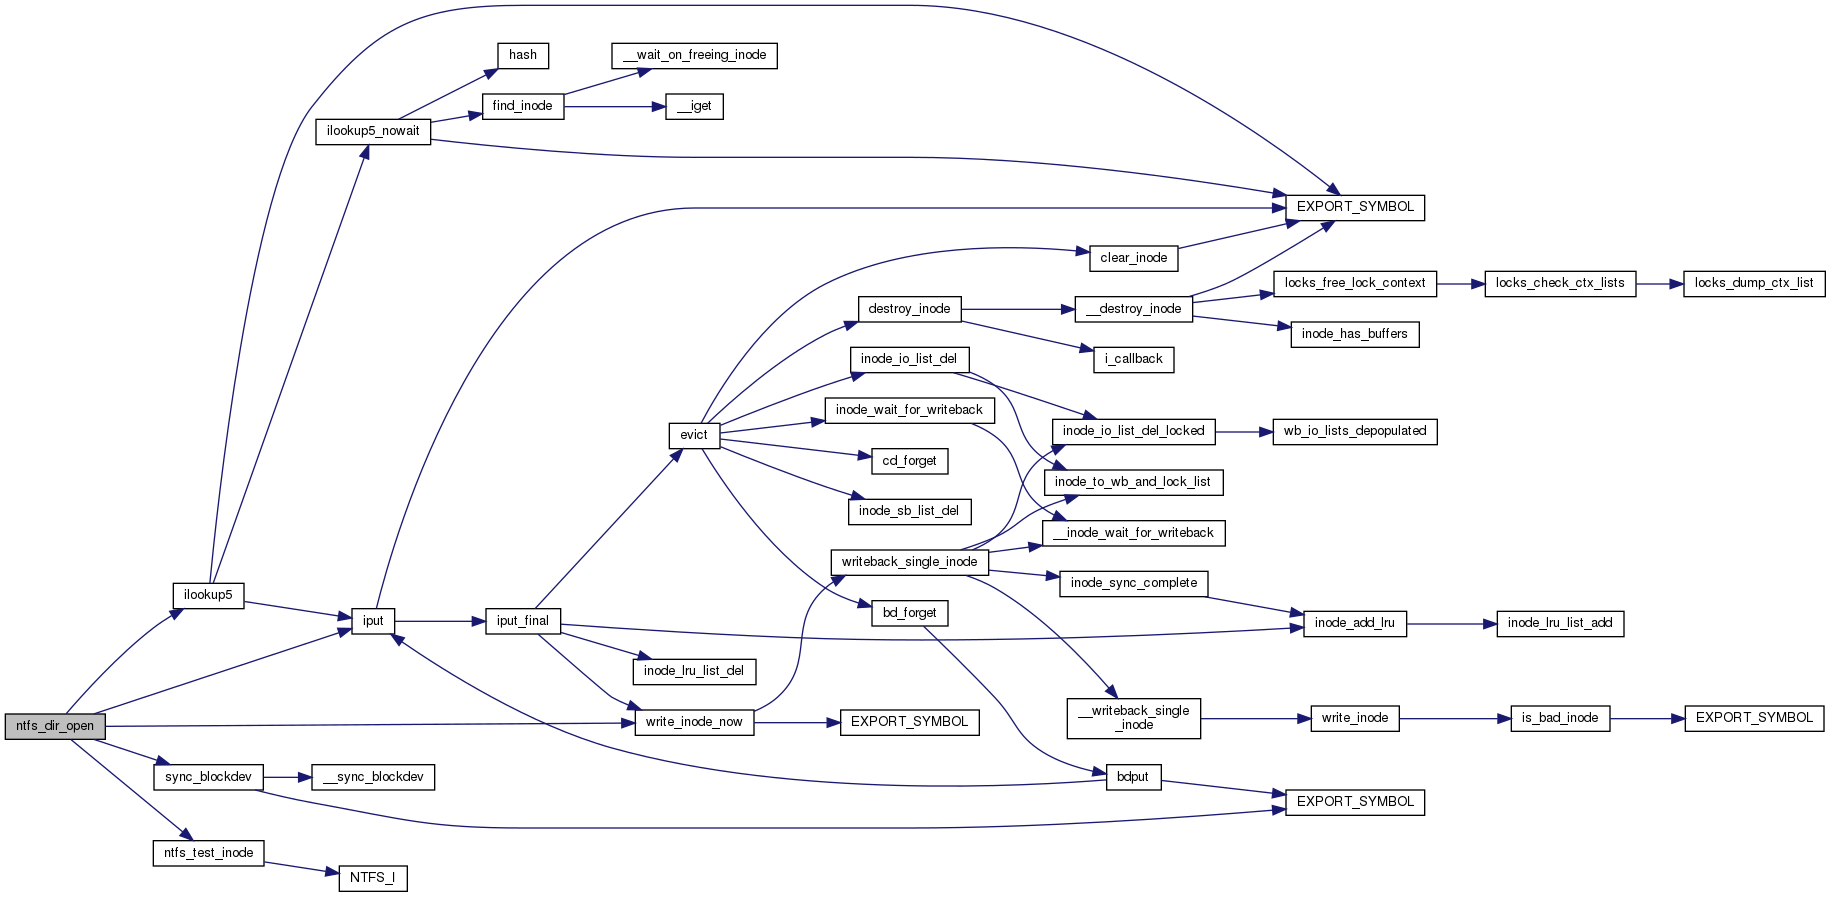 hash
__wait_on_freeing_inode
find_inode
__iget
ilookup5_nowait
EXPORT_SYMBOL
clear_inode
locks_free_lock_context
locks_check_ctx_lists
locks_dump_ctx_list
destroy_inode
__destroy_inode
inode_has_buffers
inode_io_list_del
i_callback
inode_wait_for_writeback
evict
inode_io_list_del_locked
wb_io_lists_depopulated
cd_forget
inode_to_wb_and_lock_list
inode_sb_list_del
__inode_wait_for_writeback
writeback_single_inode
inode_sync_complete
ilookup5
iput
iput_final
bd_forget
inode_add_lru
inode_lru_list_add
inode_lru_list_del
ntfs_dir_open
write_inode_now
EXPORT_SYMBOL
__writeback_single
_inode
write_inode
is_bad_inode
EXPORT_SYMBOL
sync_blockdev
__sync_blockdev
bdput
EXPORT_SYMBOL
ntfs_test_inode
NTFS_I